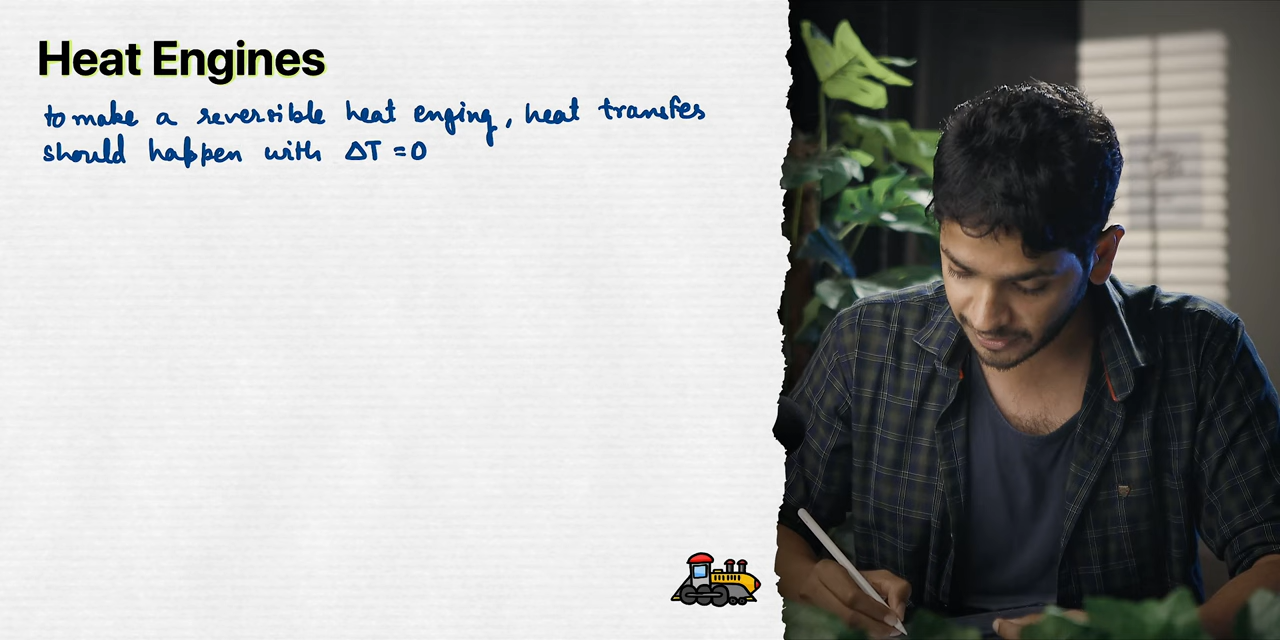 Heat Engines
to make a reversible heat enging, heat transfes
should happen with ΔT = 0